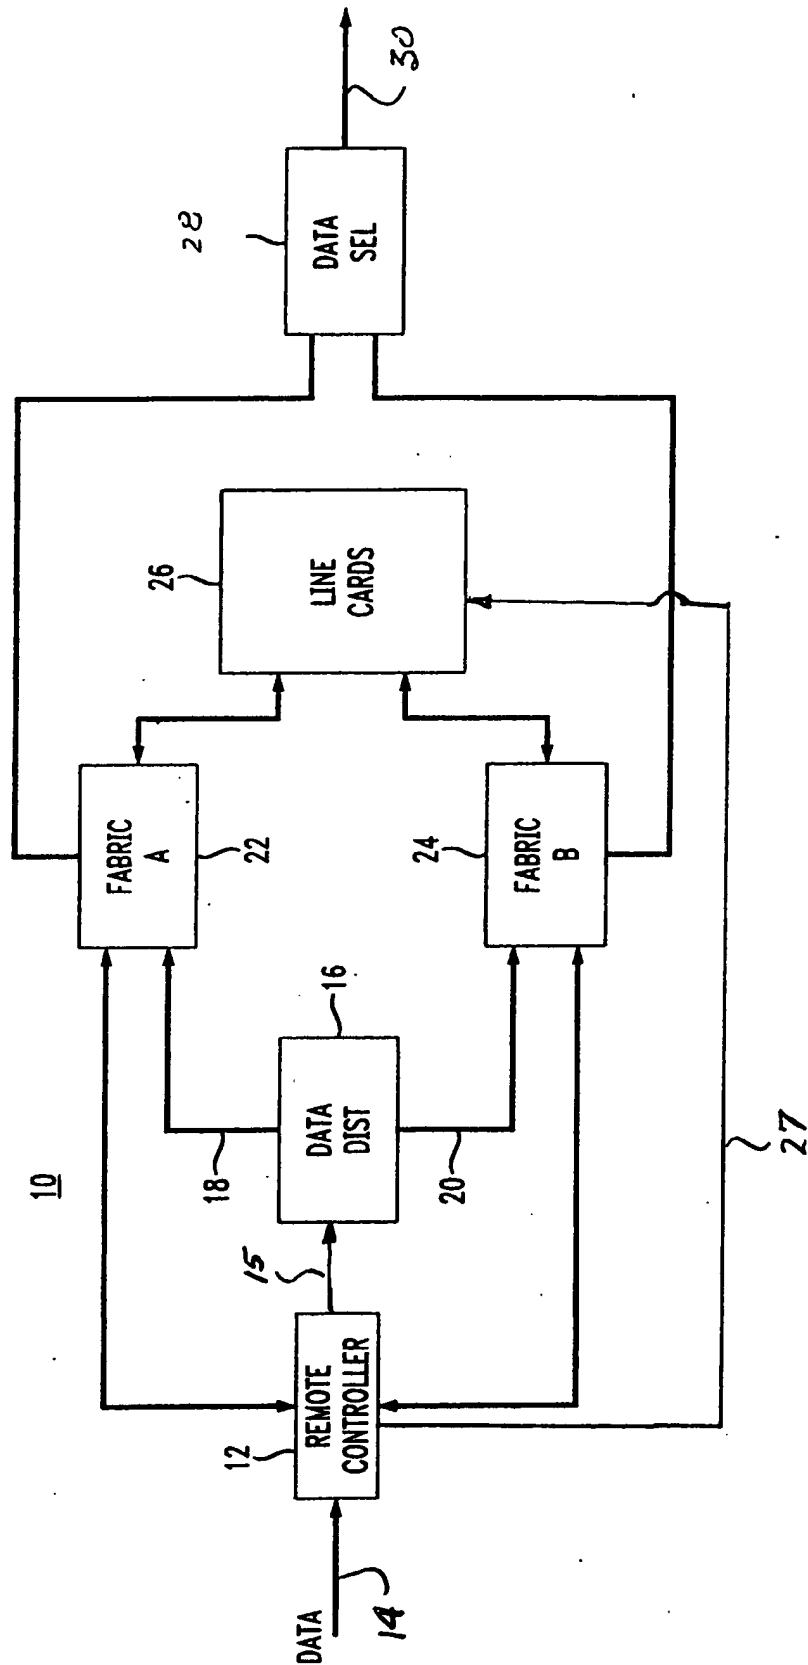 10
DATA
14
REMOTE
CONTROLLER
12
15
DATA
DIST
16
18
20
FABRIC
A
22
FABRIC
B
24
LINE
CARDS
26
27
DATA
SEL
28
30